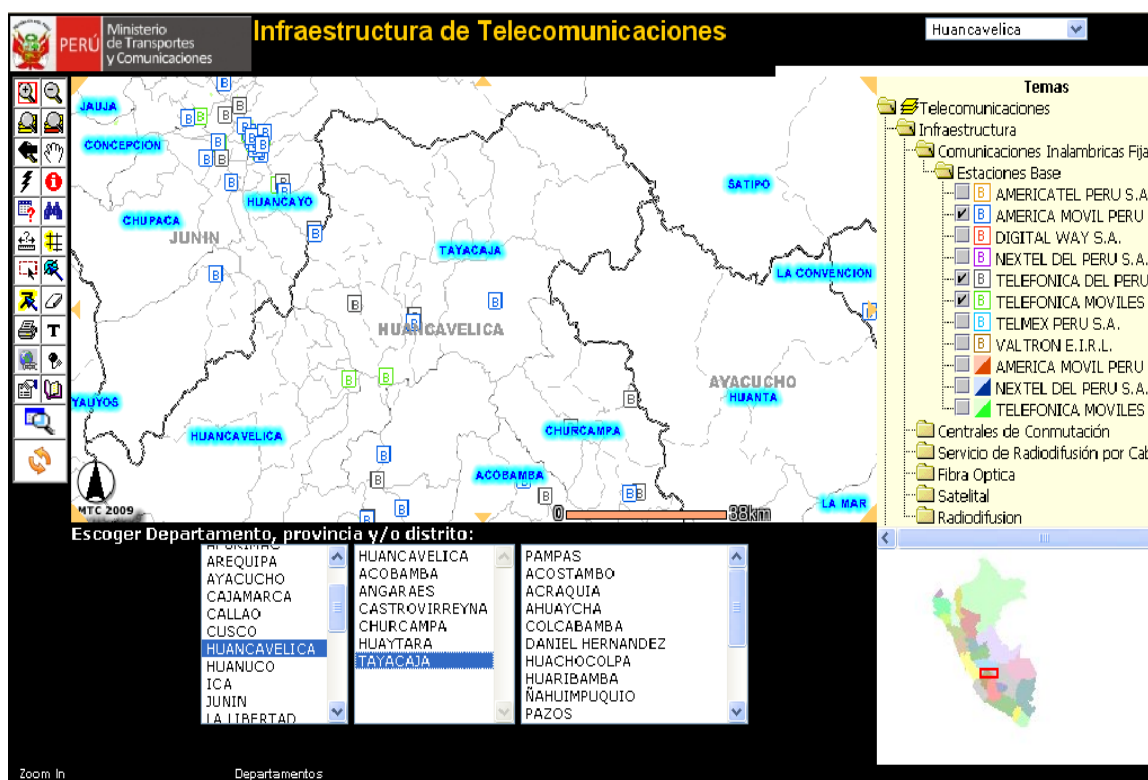 PERÚ
Ministerio
de Transportes
y Comunicaciones
Infraestructura de Telecomunicaciones
Huancavelica
JAUJA
CONCEPCION
HUANCAYO
CHUPACA
JUNIN
TAYACAJA
SATIPO
LA CONVENCION
HUANCAVELICA
AYACUCHO
HUANTA
YAUYOS
HUANCAVELICA
CHURCAMPA
ACOBAMBA
LA MAR
MTC 2009
0 38km
Temas
Telecomunicaciones
Infraestructura
Comunicaciones Inalambricas Fija
Estaciones Base
B AMERICATEL PERU S.A
B AMERICA MOVIL PERU
B DIGITAL WAY S.A.
B NEXTEL DEL PERU S.A.
B TELEFONICA DEL PERU
B TELEFONICA MOVILES
B TELMEX PERU S.A.
B VALTRON E.I.R.L.
AMERICA MOVIL PERU
NEXTEL DEL PERU S.A.
TELEFONICA MOVILES
Centrales de Conmutación
Servicio de Radiodifusión por Cab
Fibra Optica
Satelital
Radiodifusion
Escoger Departamento, provincia y/o distrito:
APURIMAC
AREQUIPA
AYACUCHO
CAJAMARCA
CALLAO
CUSCO
HUANCAVELICA
HUANUCO
ICA
JUNIN
LA LIBERTAD
HUANCAVELICA
ACOBAMBA
ANGARAES
CASTROVIRREYNA
CHURCAMPA
HUAYTARA
TAYACAJA
PAMPAS
ACOSTAMBO
ACRAQUIA
AHUAYCHA
COLCABAMBA
DANIEL HERNANDEZ
HUACHOCOLPA
HUARIBAMBA
ÑAHUIMPUQUIO
PAZOS
Zoom In
Departamentos